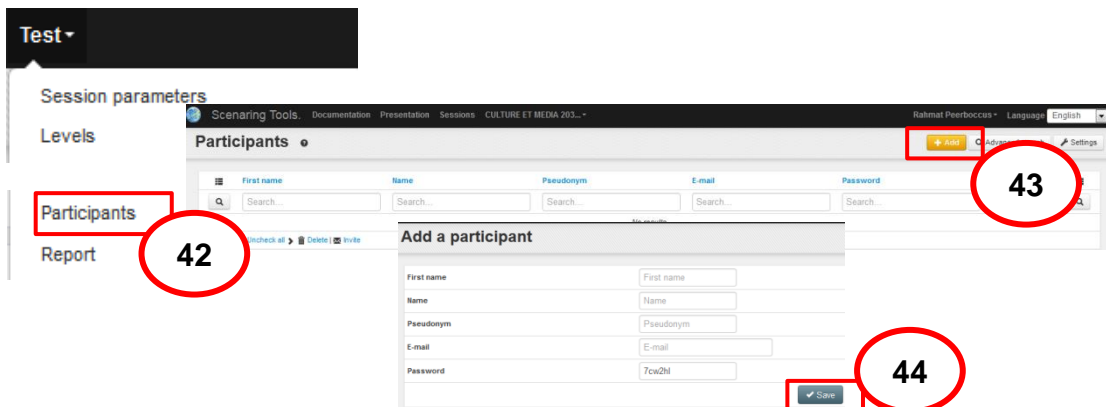 Test
Session parameters
Levels
Participants
Report
42
Scenaring Tools. Documentation Presentation Sessions CULTURE ET MEDIA 203... Rahmat Peerboccus Language English
Participants
+ Add Settings
First name Name Pseudonym E-mail Password
Search... Search... Search... Search... Search...
No results
Uncheck all Delete | Invite
43
Add a participant
First name First name
Name Name
Pseudonym Pseudonym
E-mail E-mail
Password 7cw2hl
Save
44